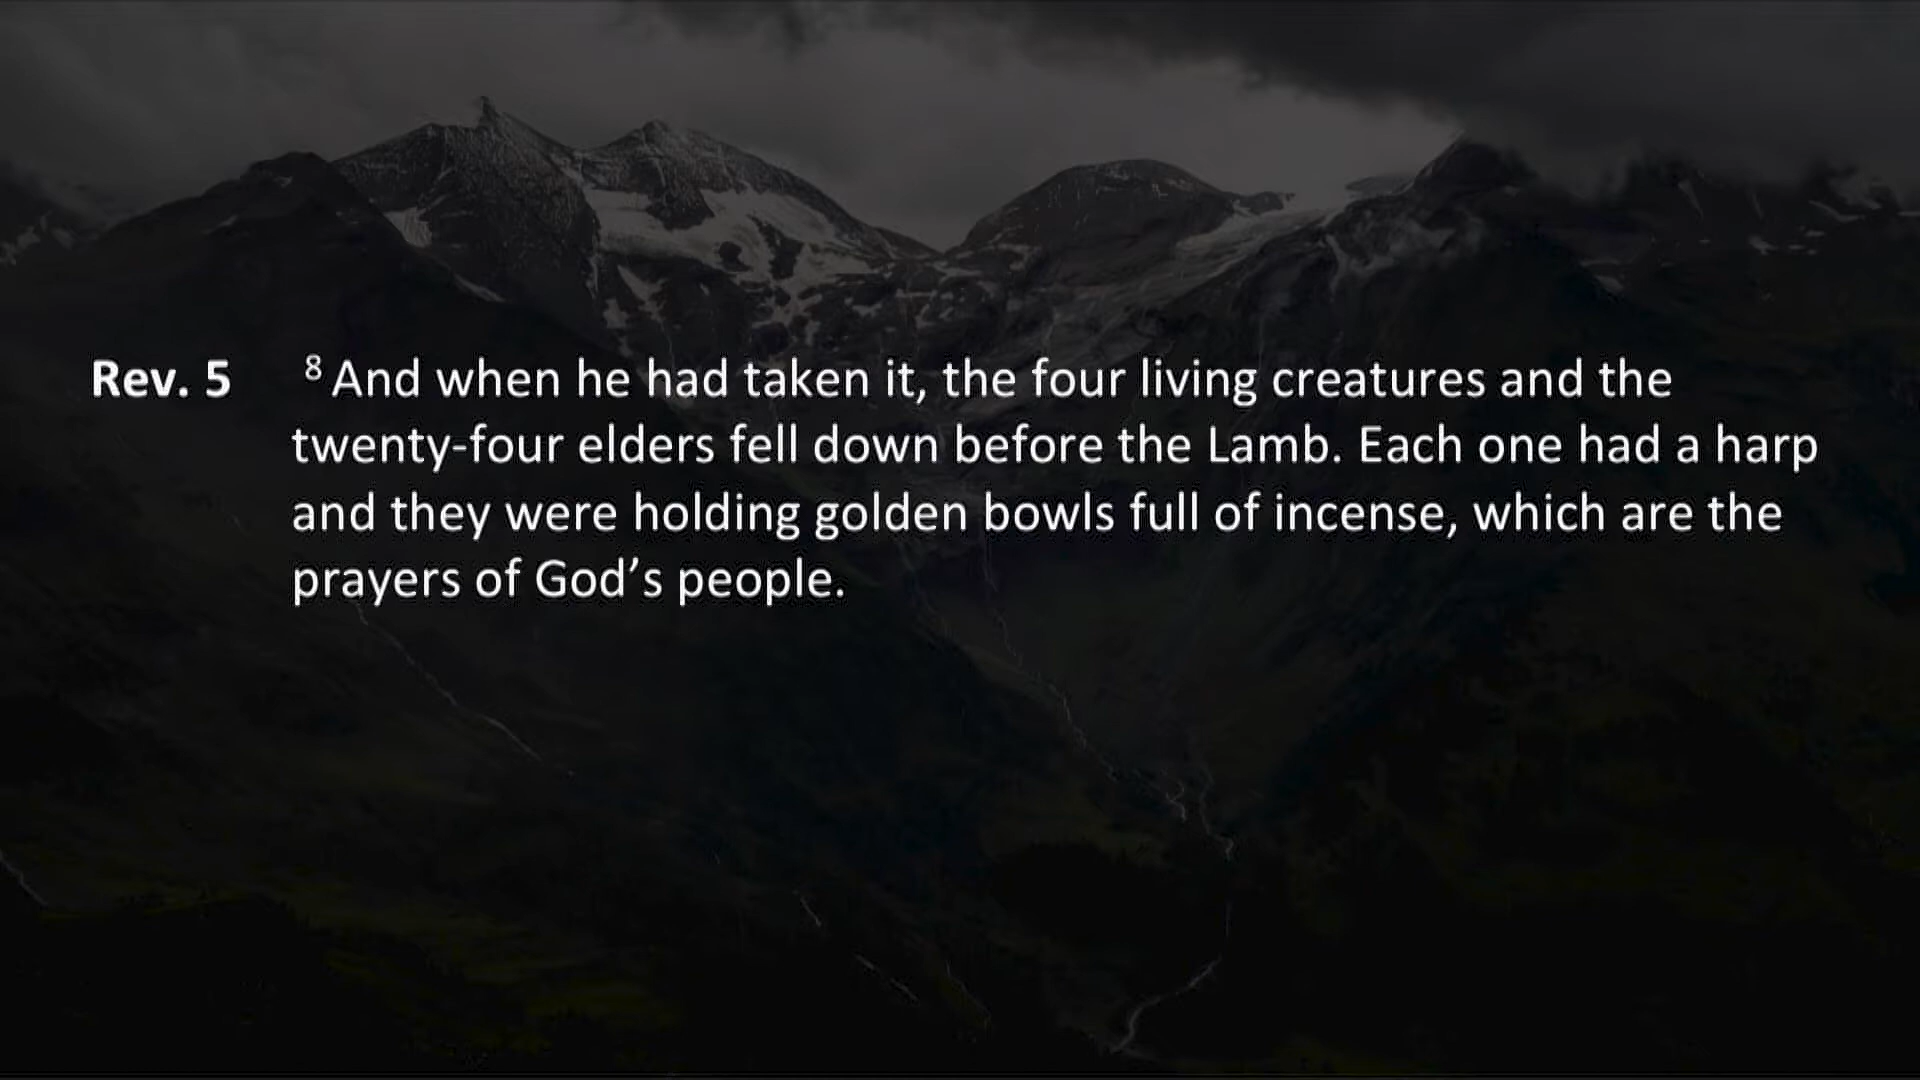 Rev. 5 8 And when he had taken it, the four living creatures and the
twenty-four elders fell down before the Lamb. Each one had a harp
and they were holding golden bowls full of incense, which are the
prayers of God’s people.